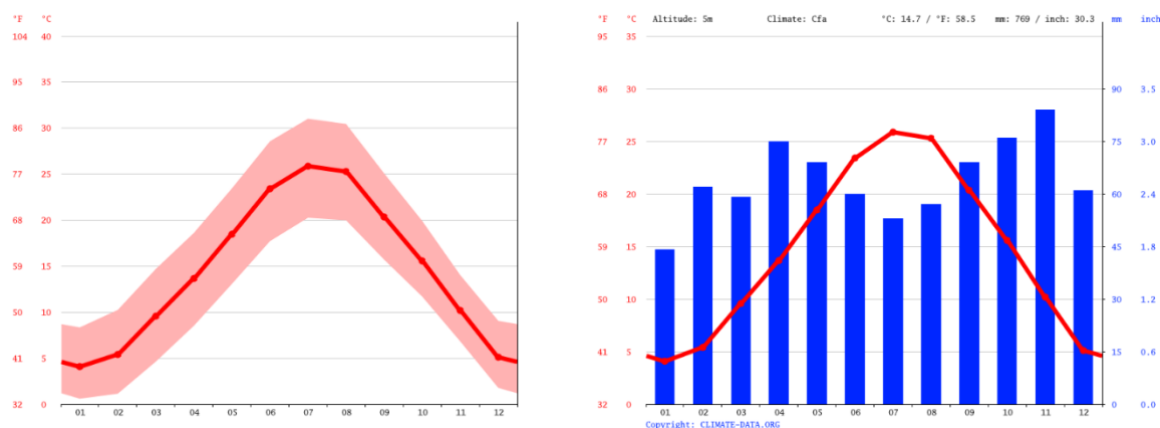 °F °C
104 40
95 35
86 30
77 25
68 20
59 15
50 10
41 5
32 0
01 02 03 04 05 06 07 08 09 10 11 12
°F °C Altitude: 5m Climate: Cfa °C: 14.7 / °F: 58.5 mm: 769 / inch: 30.3 mm inch
95 35
86 30 90 3.5
77 25 75 3.0
68 20 60 2.4
59 15 45 1.8
50 10 30 1.2
41 5 15 0.6
32 0 0 0.0
01 02 03 04 05 06 07 08 09 10 11 12
Copyright: CLIMATE-DATA.ORG